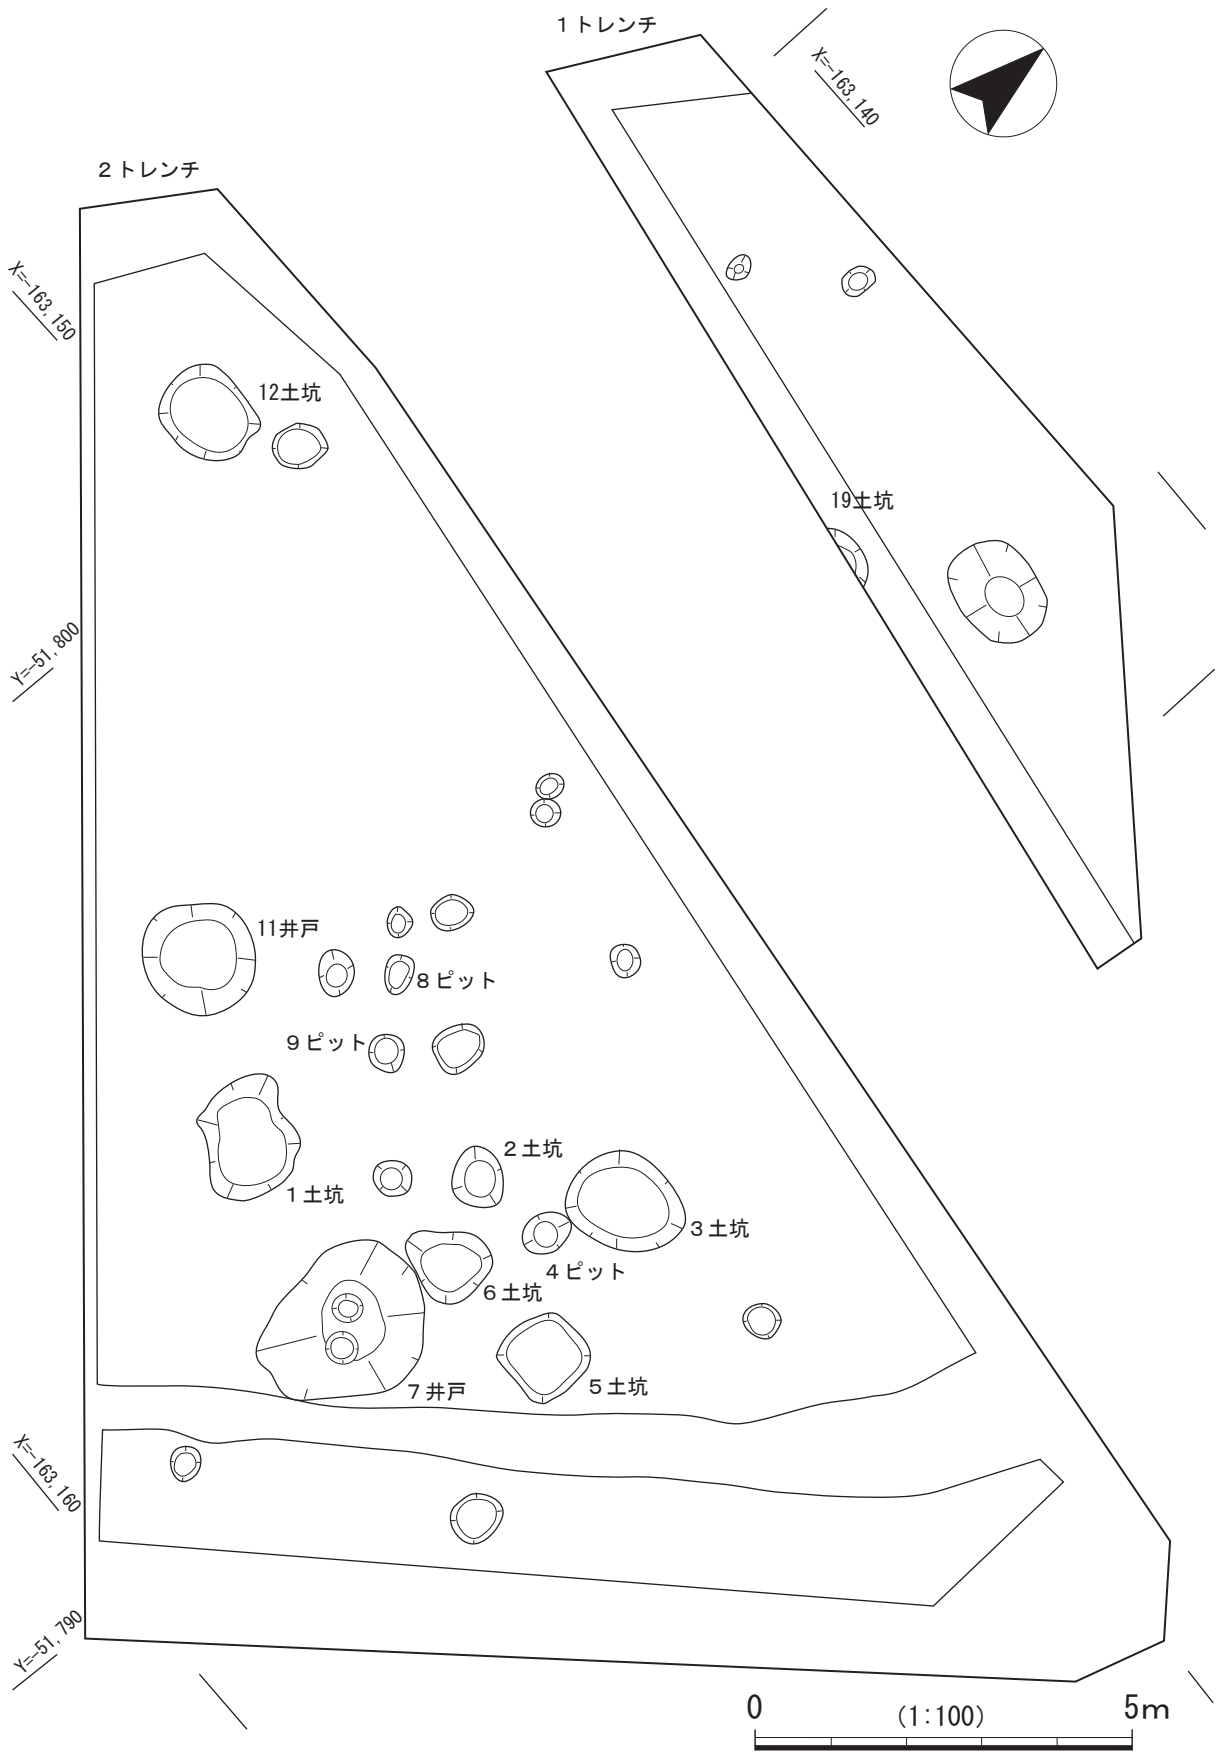 1トレンチ
X=-163,140
2トレンチ
X=-163,150
12土坑
19土坑
Y=-51,800
11井戸
8ピット
9ピット
2土坑
1土坑
3土坑
4ピット
6土坑
5土坑
7井戸
X=-163,160
Y=-51,790
0 (1:100) 5m